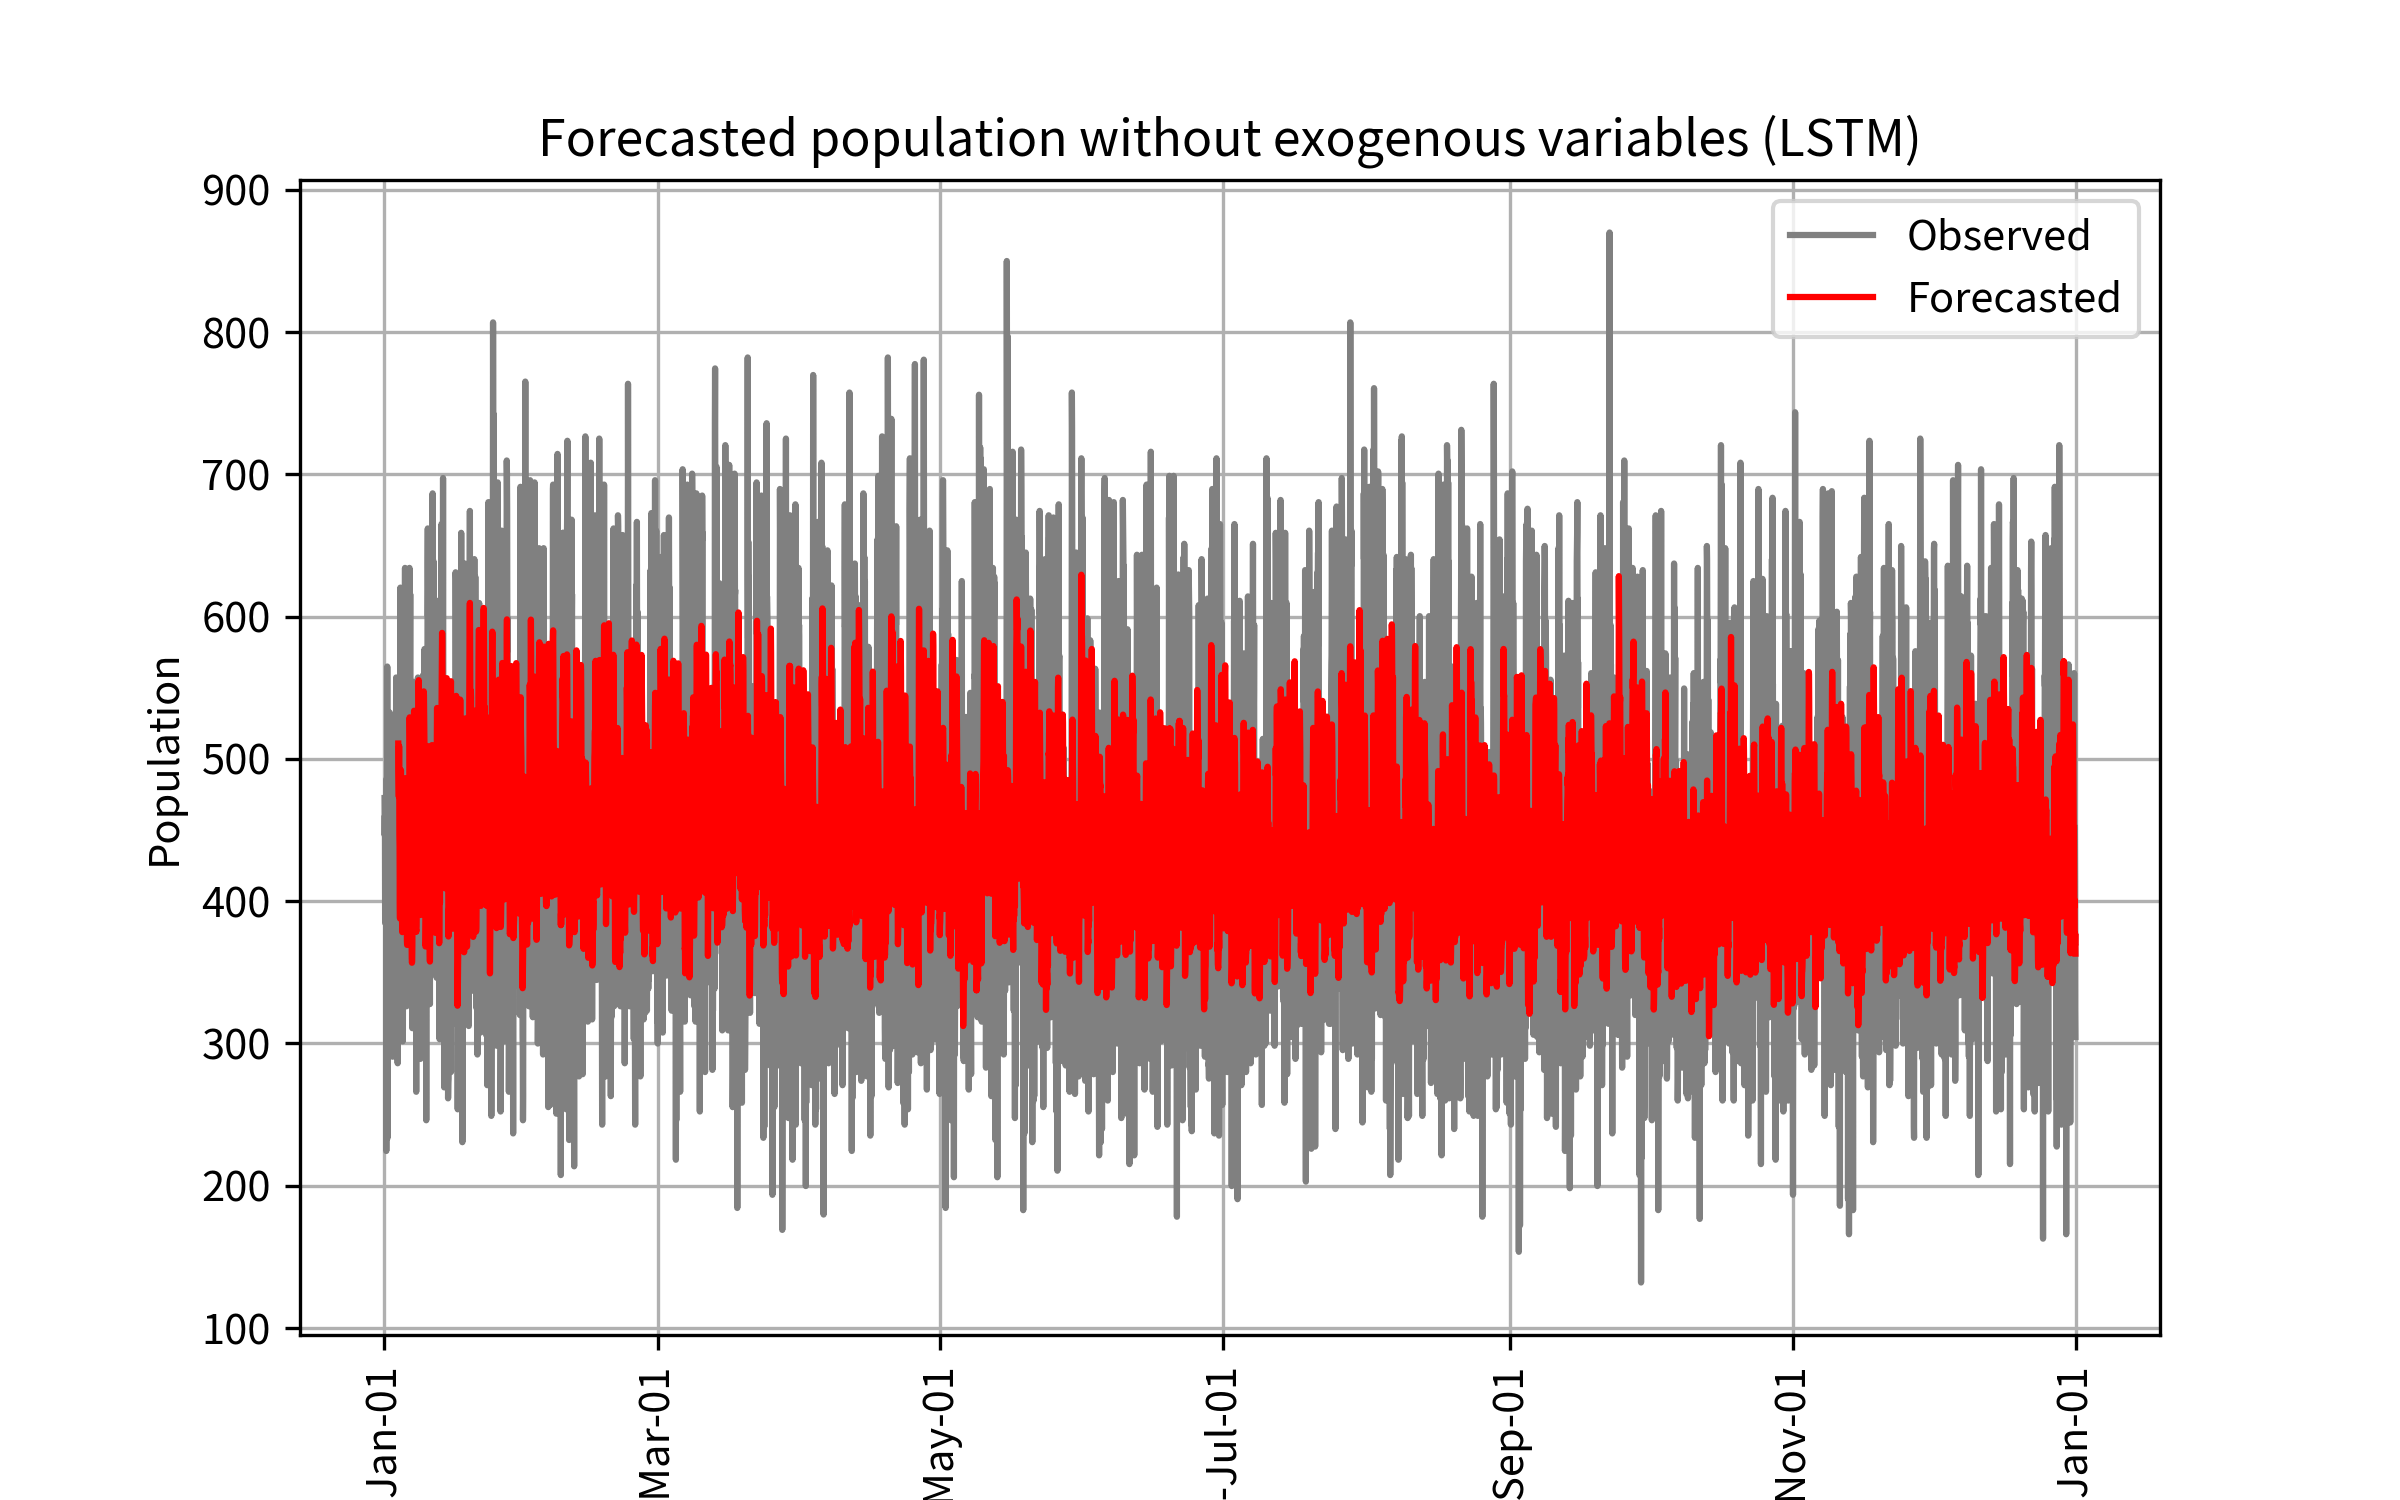 Forecasted population without exogenous variables (LSTM)
900
800
700
600
500
400
300
200
100
Population
Observed
Forecasted
Jan-01
Mar-01
May-01
-Jul-01
Sep-01
Nov-01
Jan-01